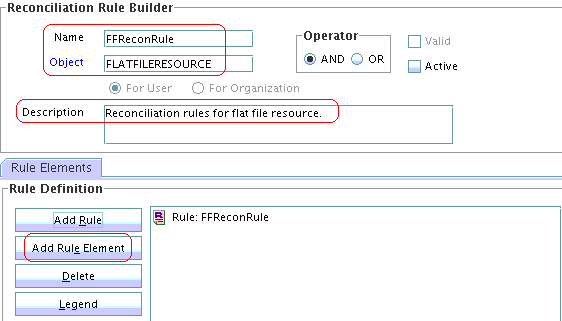 Reconciliation Rule Builder
Name FFReconRule
Object FLATFILERESOURCE
Operator
AND OR
Valid
Active
For User For Organization
Description Reconciliation rules for flat file resource.
Rule Elements
Rule Definition
Add Rule
Rule: FFReconRule
Add Rule Element
Delete
Legend